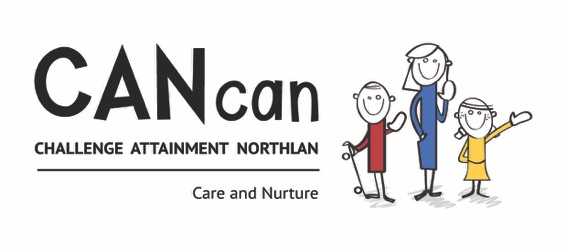 CANcan
CHALLENGE ATTAINMENT NORTHLAN
Care and Nurture